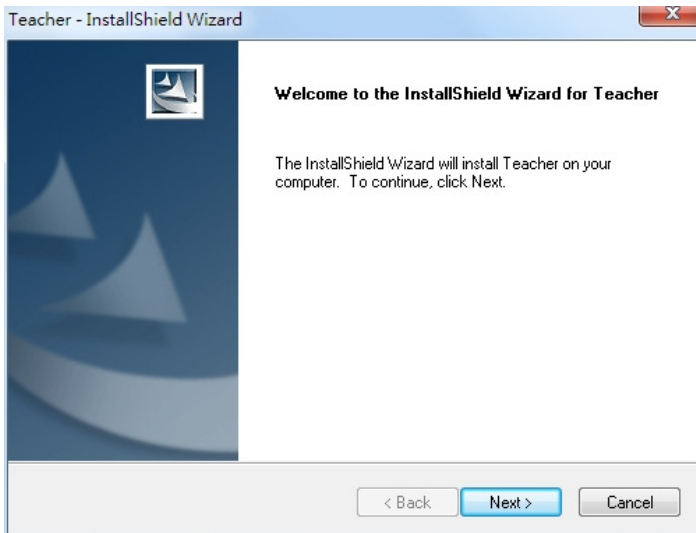 Teacher - InstallShield Wizard
Welcome to the InstallShield Wizard for Teacher
The InstallShield Wizard will install Teacher on your
computer.  To continue, click Next.
< Back
Next >
Cancel